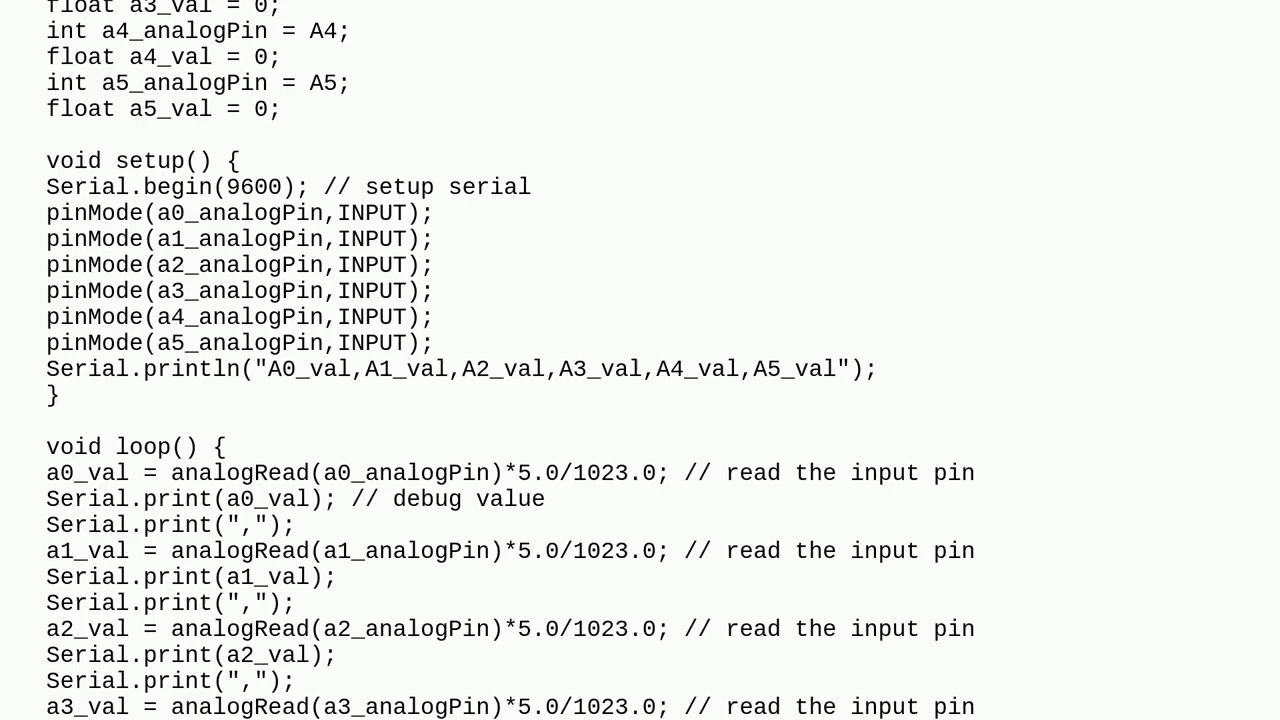 float a3_val = 0;
int a4_analogPin = A4;
float a4_val = 0;
int a5_analogPin = A5;
float a5_val = 0;
void setup() {
Serial.begin(9600); // setup serial
pinMode(a0_analogPin,INPUT);
pinMode(a1_analogPin,INPUT);
pinMode(a2_analogPin,INPUT);
pinMode(a3_analogPin,INPUT);
pinMode(a4_analogPin,INPUT);
pinMode(a5_analogPin,INPUT);
Serial.println("A0_val,A1_val,A2_val,A3_val,A4_val,A5_val");
}
void loop() {
a0_val = analogRead(a0_analogPin)*5.0/1023.0; // read the input pin
Serial.print(a0_val); // debug value
Serial.print(",");
a1_val = analogRead(a1_analogPin)*5.0/1023.0; // read the input pin
Serial.print(a1_val);
Serial.print(",");
a2_val = analogRead(a2_analogPin)*5.0/1023.0; // read the input pin
Serial.print(a2_val);
Serial.print(",");
a3_val = analogRead(a3_analogPin)*5.0/1023.0; // read the input pin